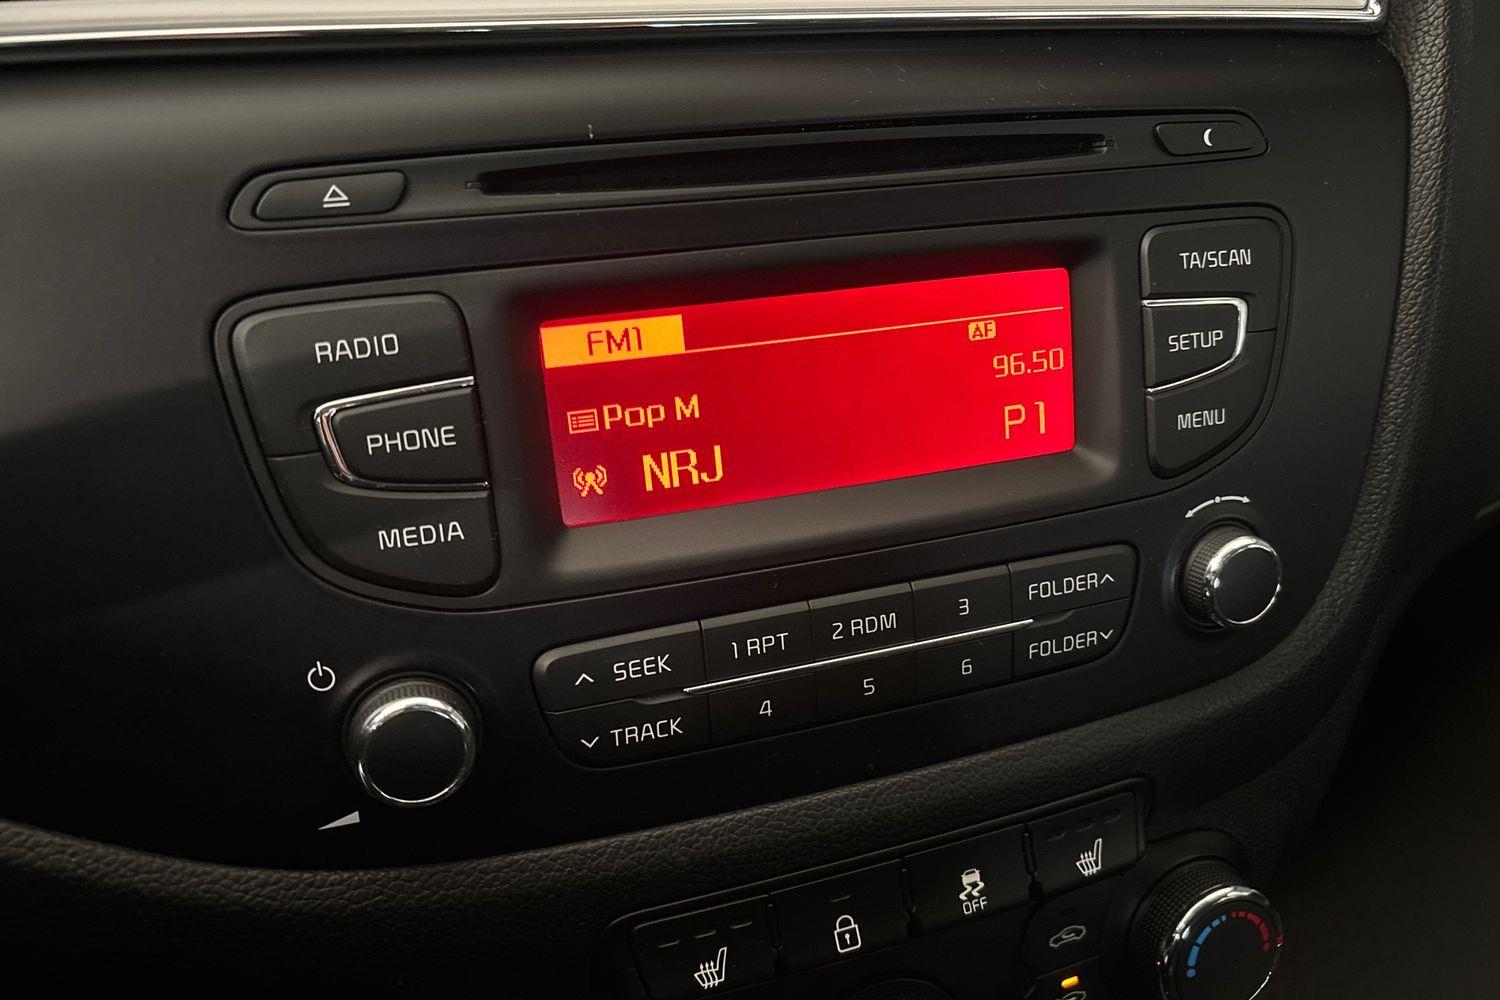 RADIO
PHONE
MEDIA
FM1
AF
96.50
Pop M
P1
NRJ
TA/SCAN
SETUP
MENU
SEEK
1 RPT
2 RDM
3
FOLDER
TRACK
4
5
6
FOLDER
OFF